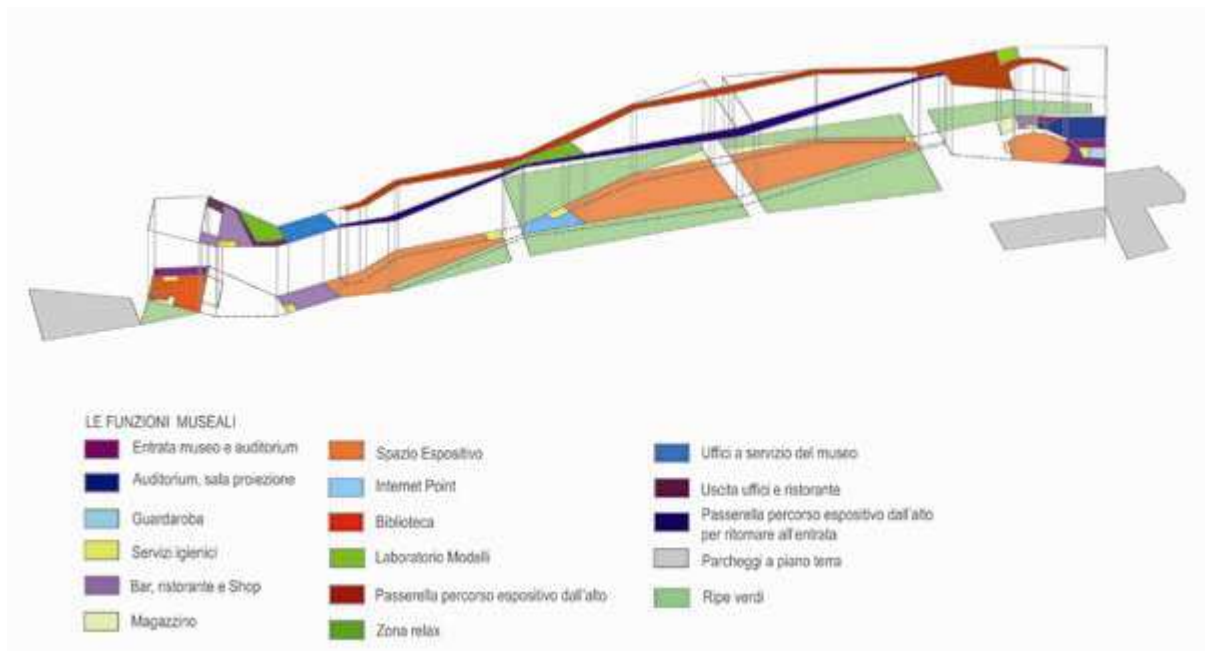 LE FUNZIONI MUSEALI
Entrata museo e auditorium
Auditorium, sala proiezione
Guardaroba
Servizi igienici
Bar, ristorante e Shop
Magazzino
Spazio Espositivo
Internet Point
Biblioteca
Laboratorio Modelli
Passerella percorso espositivo dall'alto
Zona relax
Uffici a servizio del museo
Uscita uffici e ristorante
Passerella percorso espositivo dall'alto
per ritornare all'entrata
Parcheggi a piano terra
Ripe verdi